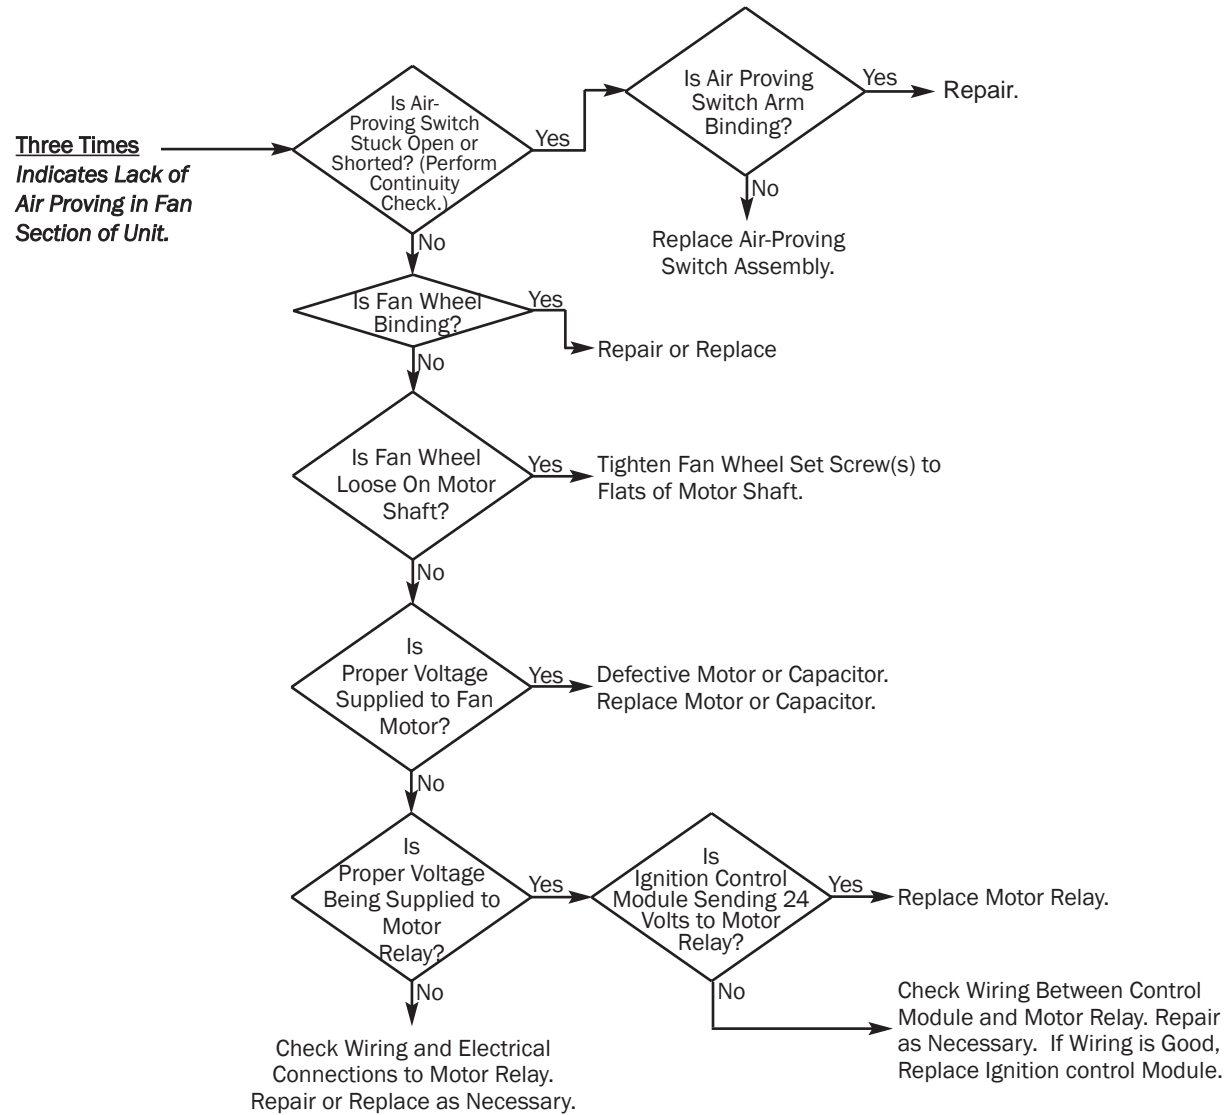 Three Times
Indicates Lack of
Air Proving in Fan
Section of Unit.
Is Air-
Proving Switch
Stuck Open or
Shorted? (Perform
Continuity
Check.)
Yes
Is Air Proving
Switch Arm
Binding?
Yes
Repair.
No
Replace Air-Proving
Switch Assembly.
No
Is Fan Wheel
Binding?
Yes
Repair or Replace
No
Is Fan Wheel
Loose On Motor
Shaft?
Yes
Tighten Fan Wheel Set Screw(s) to
Flats of Motor Shaft.
No
Is
Proper Voltage
Supplied to Fan
Motor?
Yes
Defective Motor or Capacitor.
Replace Motor or Capacitor.
No
Is
Proper Voltage
Being Supplied to
Motor
Relay?
Yes
Is
Ignition Control
Module Sending 24
Volts to Motor
Relay?
Yes
Replace Motor Relay.
No
Check Wiring Between Control
Module and Motor Relay. Repair
as Necessary.  If Wiring is Good,
Replace Ignition control Module.
No
Check Wiring and Electrical
Connections to Motor Relay.
Repair or Replace as Necessary.